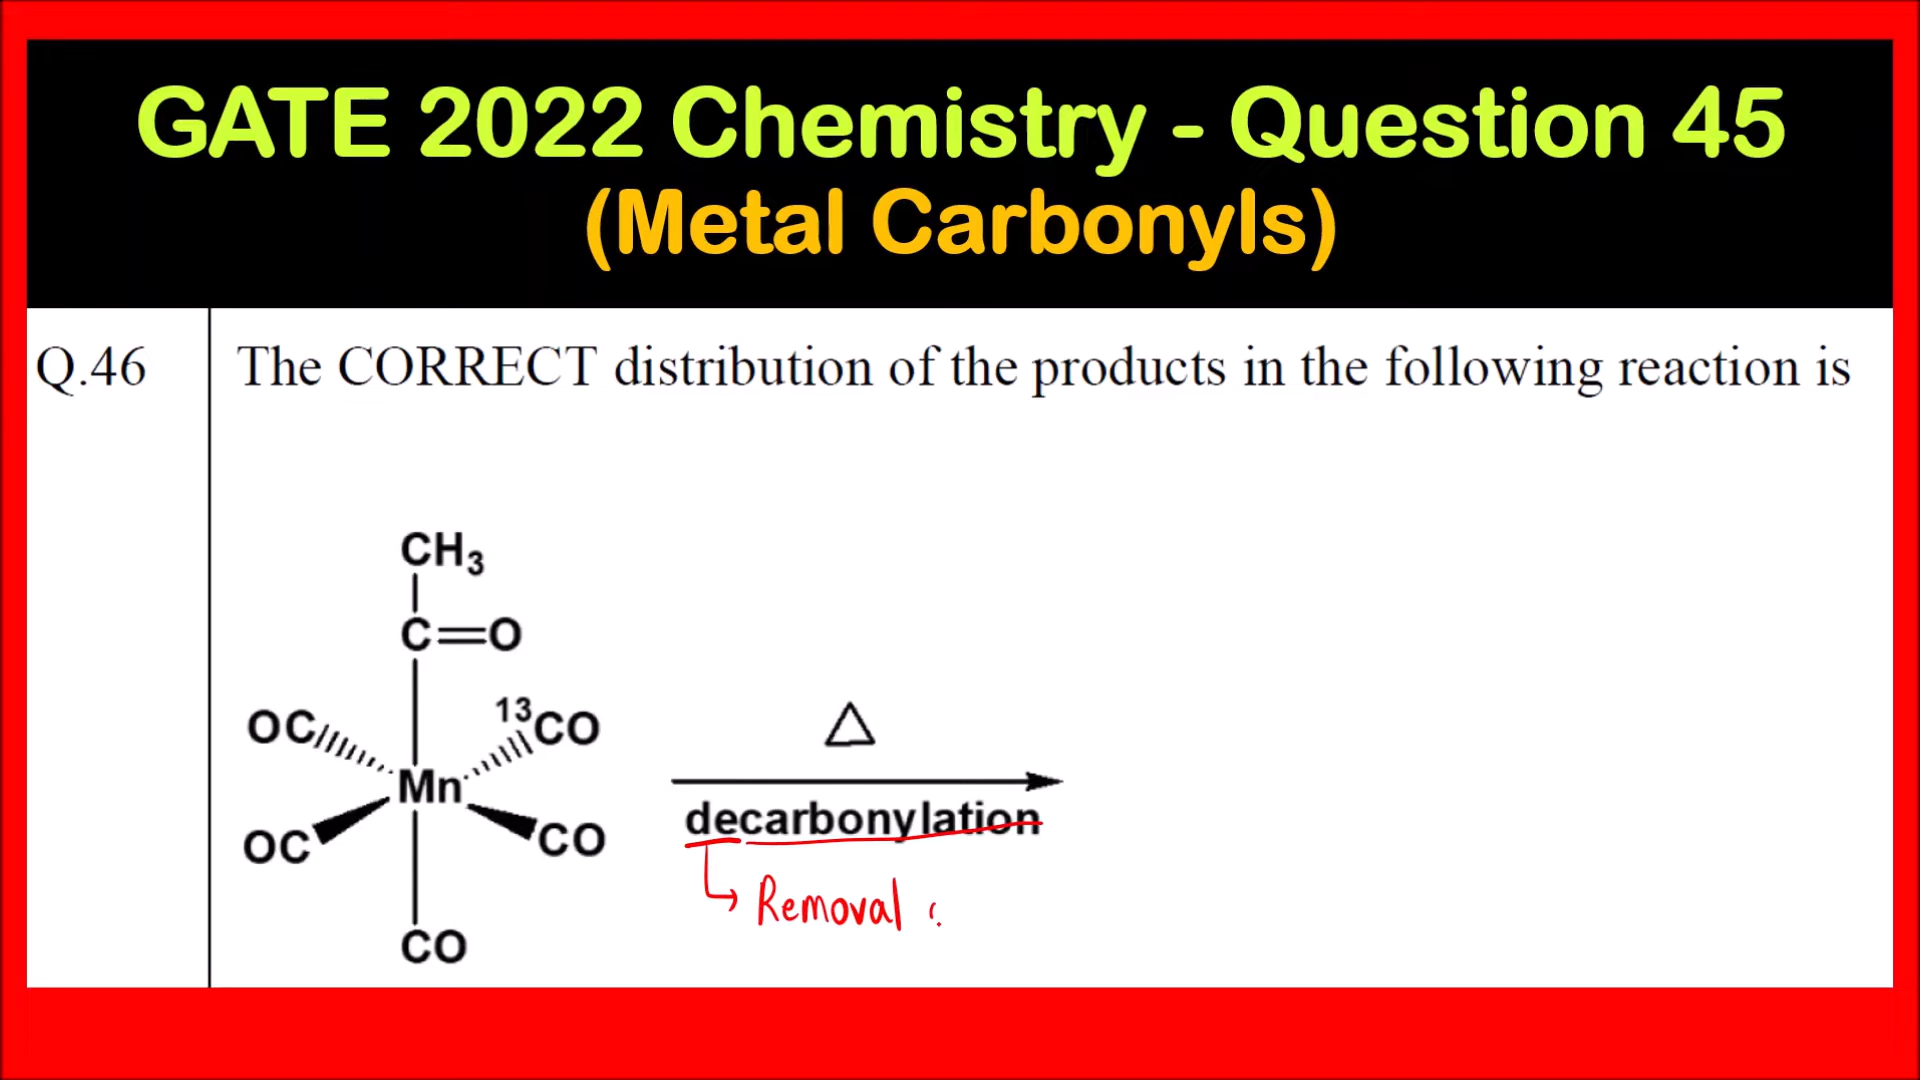 GATE 2022 Chemistry - Question 45
(Metal Carbonyls)
Q.46 The CORRECT distribution of the products in the following reaction is
CH3
C=O
OC 13CO
Mn
OC CO
CO
△
decarbonylation
Removal